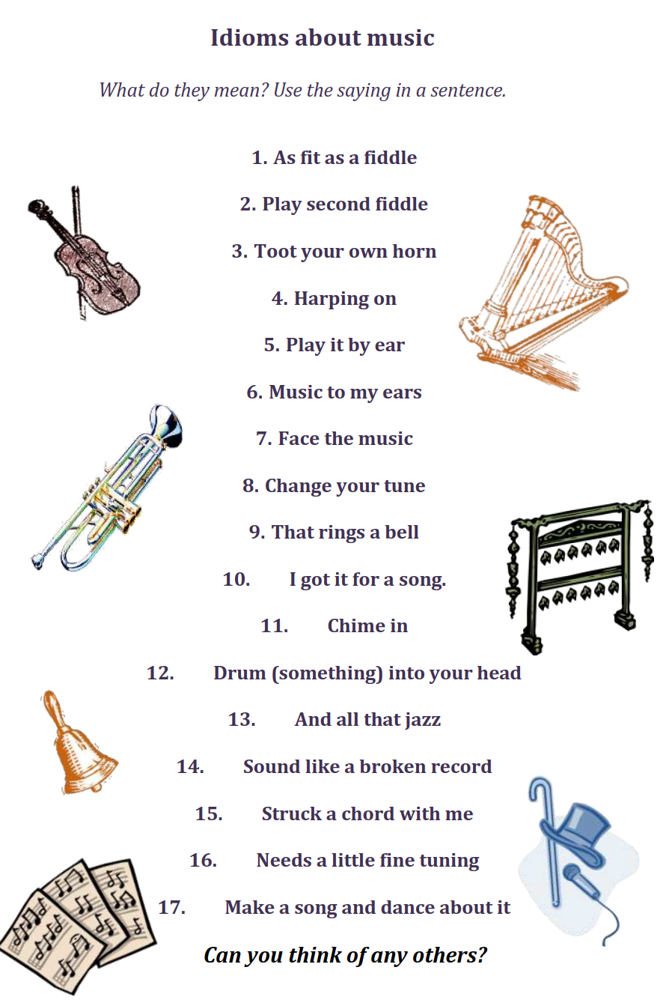 Idioms about music
What do they mean? Use the saying in a sentence.
1. As fit as a fiddle
2. Play second fiddle
3. Toot your own horn
4. Harping on
5. Play it by ear
6. Music to my ears
7. Face the music
8. Change your tune
9. That rings a bell
10. I got it for a song.
11. Chime in
12. Drum (something) into your head
13. And all that jazz
14. Sound like a broken record
15. Struck a chord with me
16. Needs a little fine tuning
17. Make a song and dance about it
Can you think of any others?